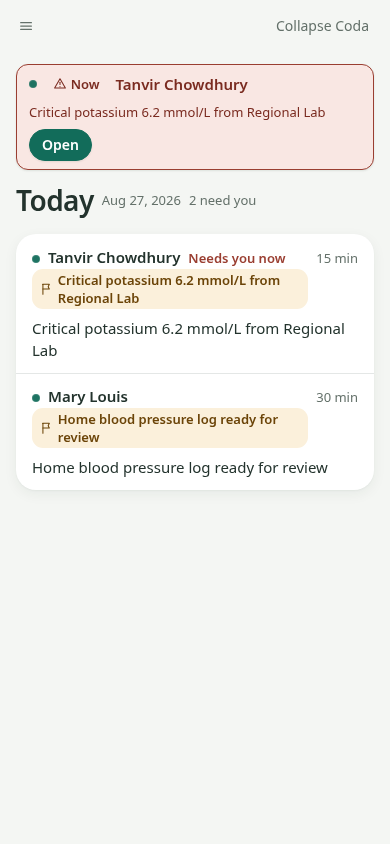 Collapse Coda
Now Tanvir Chowdhury
Critical potassium 6.2 mmol/L from Regional Lab
Open
Today Aug 27, 2026 2 need you
Tanvir Chowdhury Needs you now 15 min
Critical potassium 6.2 mmol/L from
Regional Lab
Critical potassium 6.2 mmol/L from Regional
Lab
Mary Louis 30 min
Home blood pressure log ready for
review
Home blood pressure log ready for review